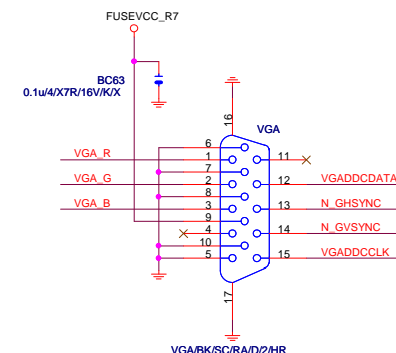 FUSEVCC_R7
BC63
0.1u/4/X7R/16V/K/X
16
VGA
6
VGA_R 1 11
7
VGA_G 2 12 VGADDCDATA
8
VGA_B 3 13 N_GHSYNC
9
4 14 N_GVSYNC
10
5 15 VGADDCCLK
17
VGA/BK/SC/RA/D/2/HR